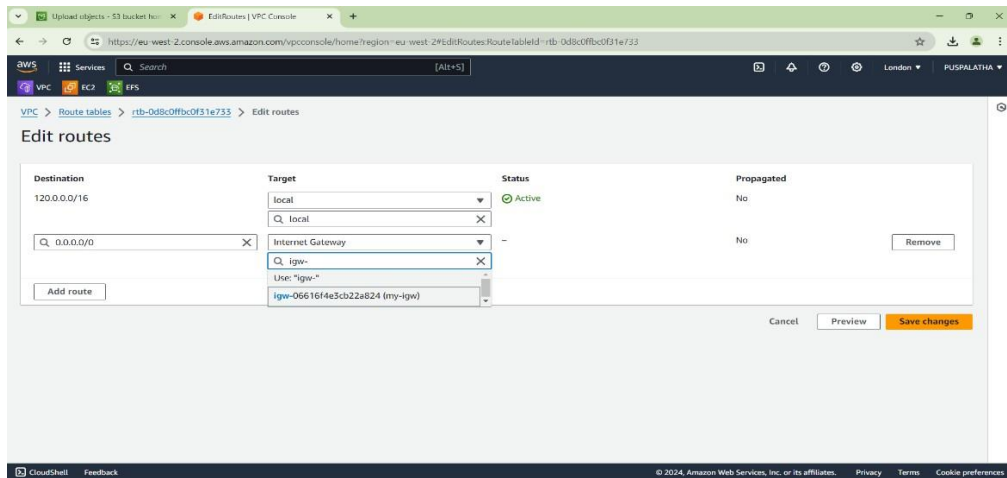 Upload objects - S3 bucket ho
EditRoutes | VPC Console
https://eu-west-2.console.aws.amazon.com/vpcconsole/home?region=eu-west-2#EditRoutes:RouteTableId=rtb-0d8c0ffbc0f31e733
aws Services Search [Alt+S] London PUSPALATHA
VPC EC2 EFS
VPC > Route tables > rtb-0d8c0ffbc0f31e733 > Edit routes
Edit routes
Destination Target Status Propagated
120.0.0.0/16 local Active No
local
0.0.0.0/0 Internet Gateway – No Remove
igw-
Use: "igw-"
Add route igw-06616f4e3cb22a824 (my-igw)
Cancel Preview Save changes
CloudShell Feedback © 2024, Amazon Web Services, Inc. or its affiliates. Privacy Terms Cookie preferences